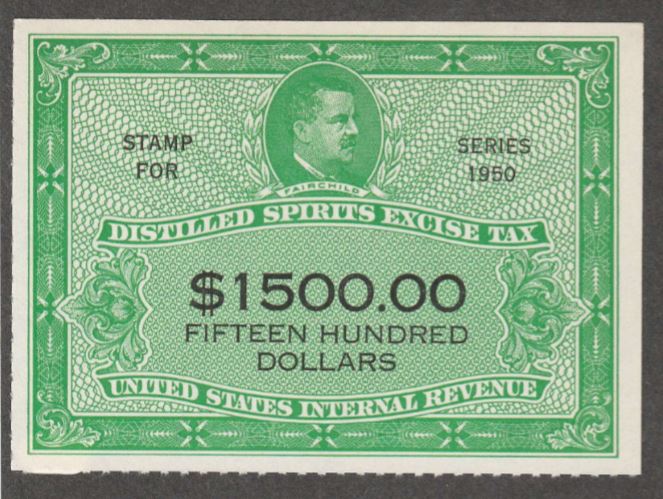 STAMP
FOR
SERIES
1950
FAIRCHILD
DISTILLED SPIRITS EXCISE TAX
$1500.00
FIFTEEN HUNDRED
DOLLARS
UNITED STATES INTERNAL REVENUE